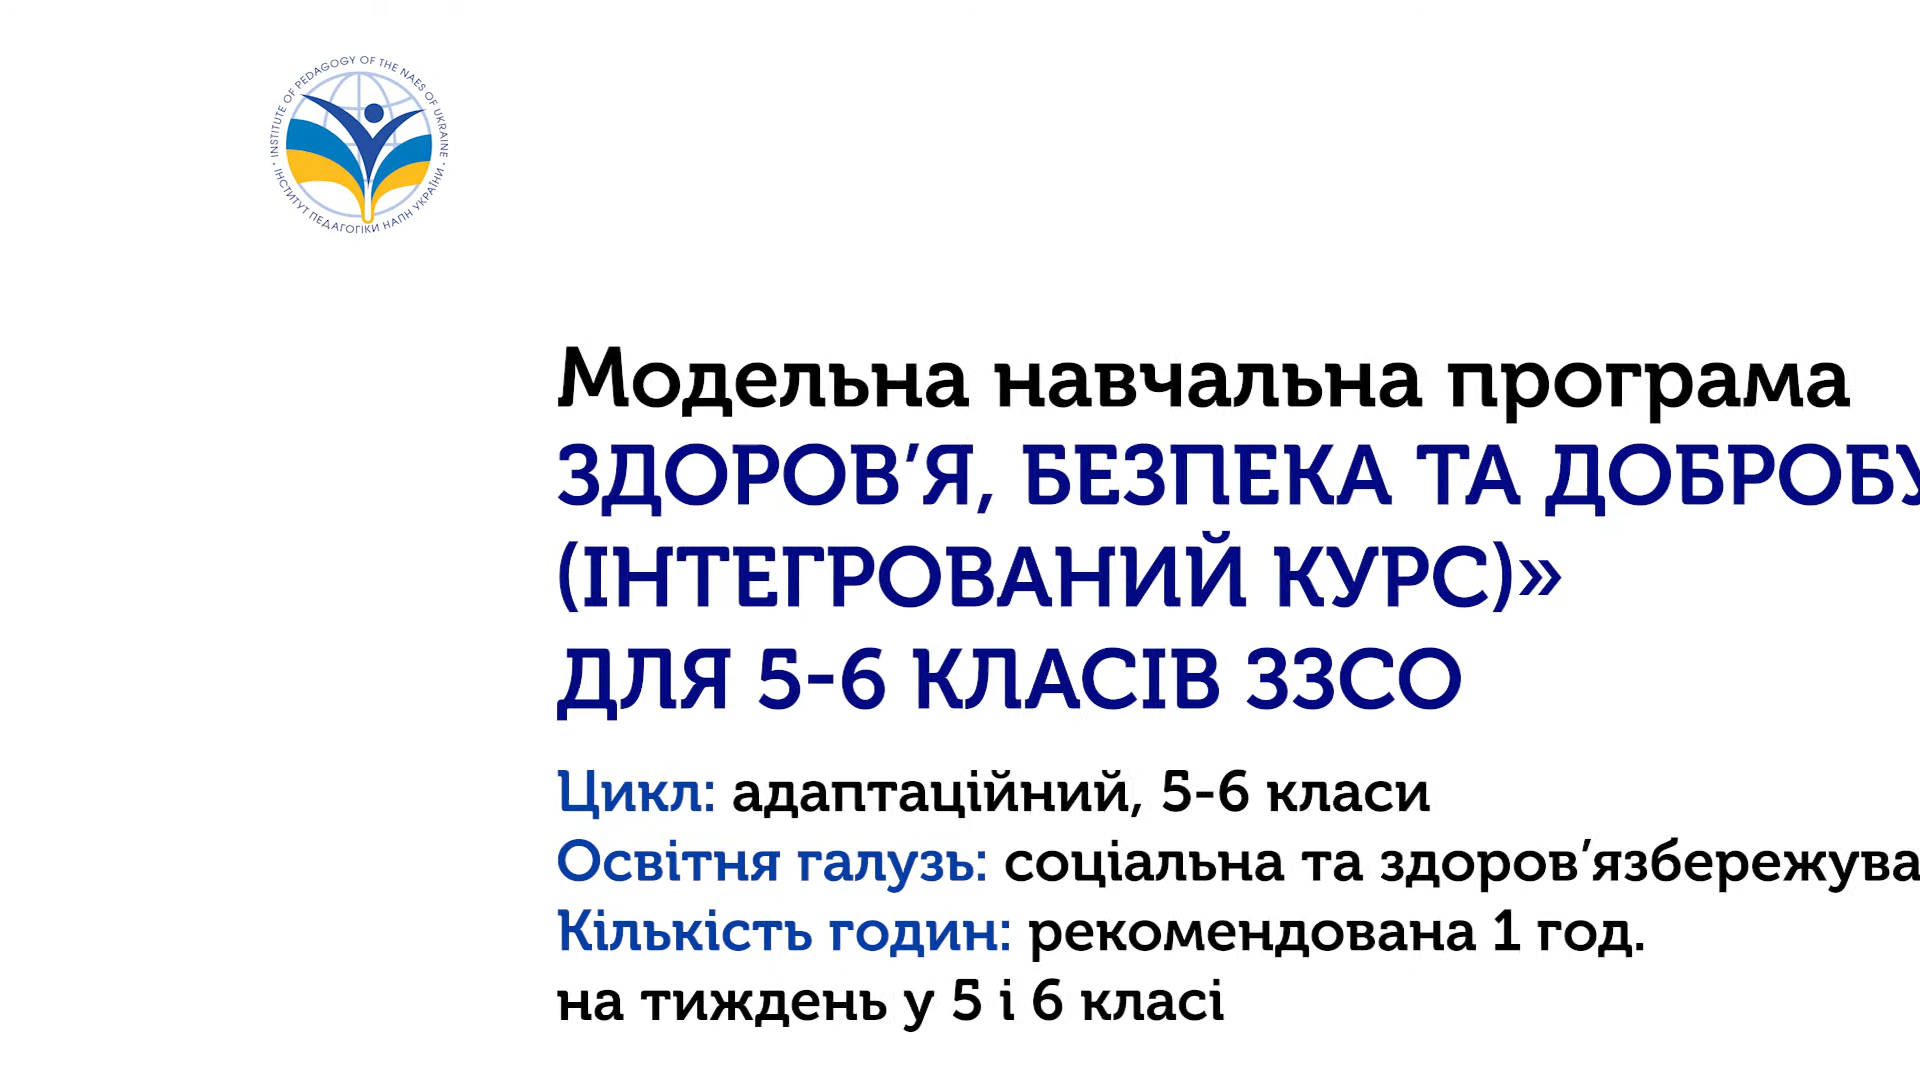 INSTITUTE OF PEDAGOGY OF THE NAES OF UKRAINE
ІНСТИТУТ ПЕДАГОГІКИ НАПН УКРАЇНИ
Модельна навчальна програма
ЗДОРОВ’Я, БЕЗПЕКА ТА ДОБРОБУ
(ІНТЕГРОВАНИЙ КУРС)»
ДЛЯ 5-6 КЛАСІВ ЗЗСО
Цикл: адаптаційний, 5-6 класи
Освітня галузь: соціальна та здоров’язбережува
Кількість годин: рекомендована 1 год.
на тиждень у 5 і 6 класі